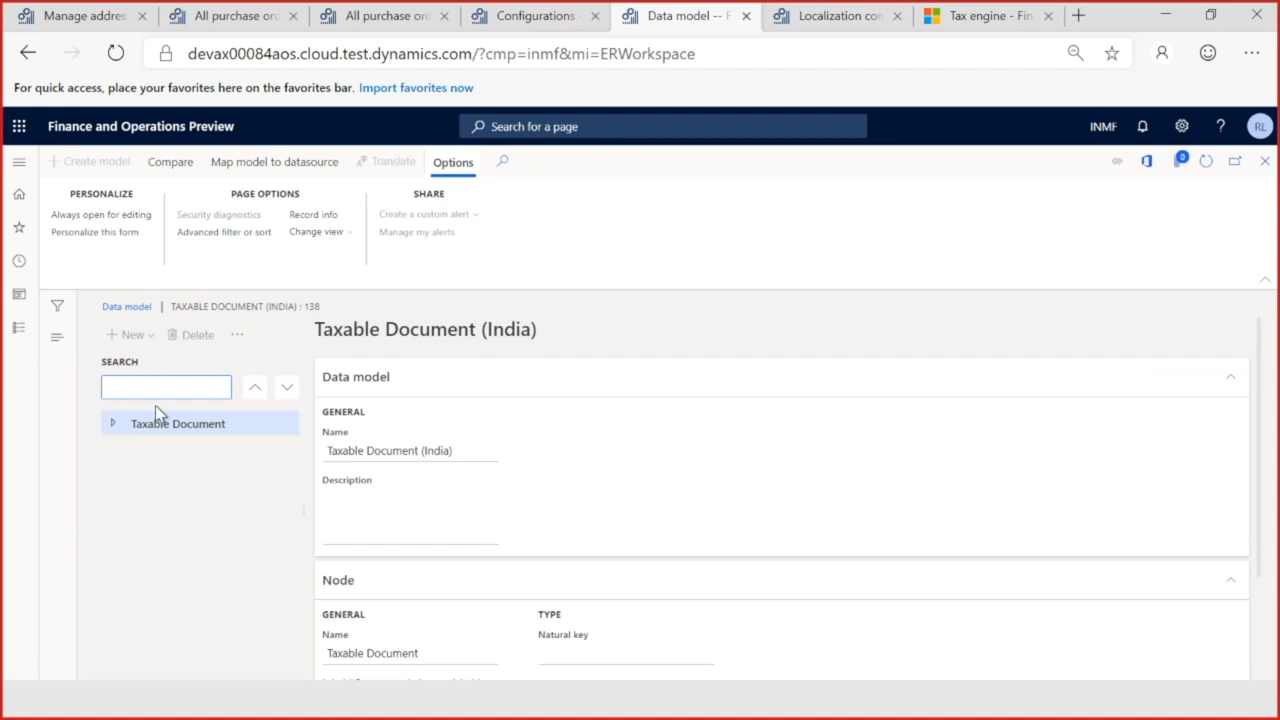 Manage addres
All purchase ord
All purchase ord
Configurations -
Data model -- F
Localization con
Tax engine - Fin
devax00084aos.cloud.test.dynamics.com/?cmp=inmf&mi=ERWorkspace
For quick access, place your favorites here on the favorites bar. Import favorites now
Finance and Operations Preview
Search for a page
INMF
?
RL
Create model
Compare
Map model to datasource
Translate
Options
0
PERSONALIZE
Always open for editing
Personalize this form
PAGE OPTIONS
Security diagnostics
Record info
Advanced filter or sort
Change view
SHARE
Create a custom alert
Manage my alerts
Data model | TAXABLE DOCUMENT (INDIA) : 138
New
Delete
SEARCH
Taxable Document
Taxable Document (India)
Data model
GENERAL
Name
Taxable Document (India)
Description
Node
GENERAL
TYPE
Name
Natural key
Taxable Document